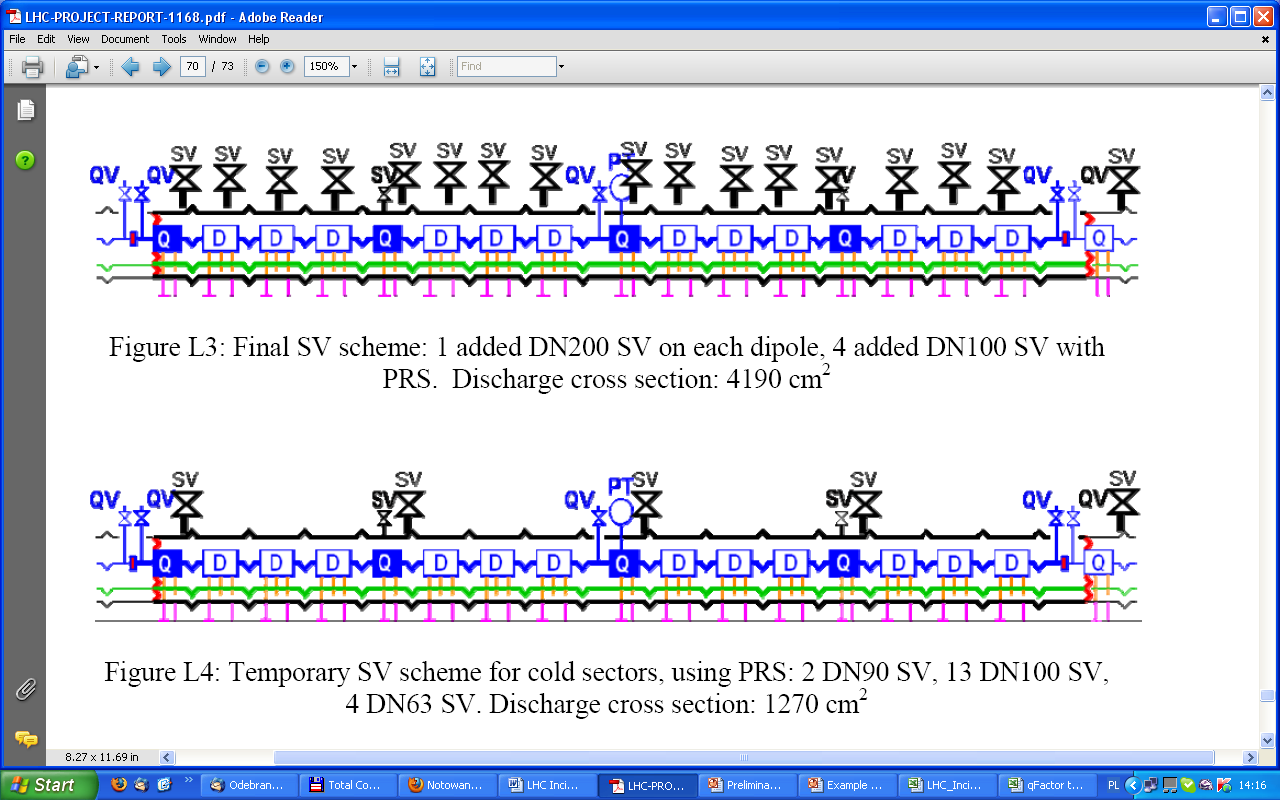 LHC-PROJECT-REPORT-1168.pdf - Adobe Reader
File Edit View Document Tools Window Help
70 / 73 150% Find
SV SV SV SV SV SV SV SV SV SV SV SV SV SV SV SV SV
QV QV SV QV PT QV QV
Q D D D Q D D D Q D D D Q D D D Q
Figure L3: Final SV scheme: 1 added DN200 SV on each dipole, 4 added DN100 SV with
PRS. Discharge cross section: 4190 cm2
SV SV SV SV
QV QV SV QV PT SV QV QV
Q D D D Q D D D Q D D D Q D D D Q
Figure L4: Temporary SV scheme for cold sectors, using PRS: 2 DN90 SV, 13 DN100 SV,
4 DN63 SV. Discharge cross section: 1270 cm2
8.27 x 11.69 in
Start Odebran... Total Co... Notowan... LHC Inci... LHC-PRO... Prelimina... Example ... LHC_Inci... qFactor t... PL 14:16